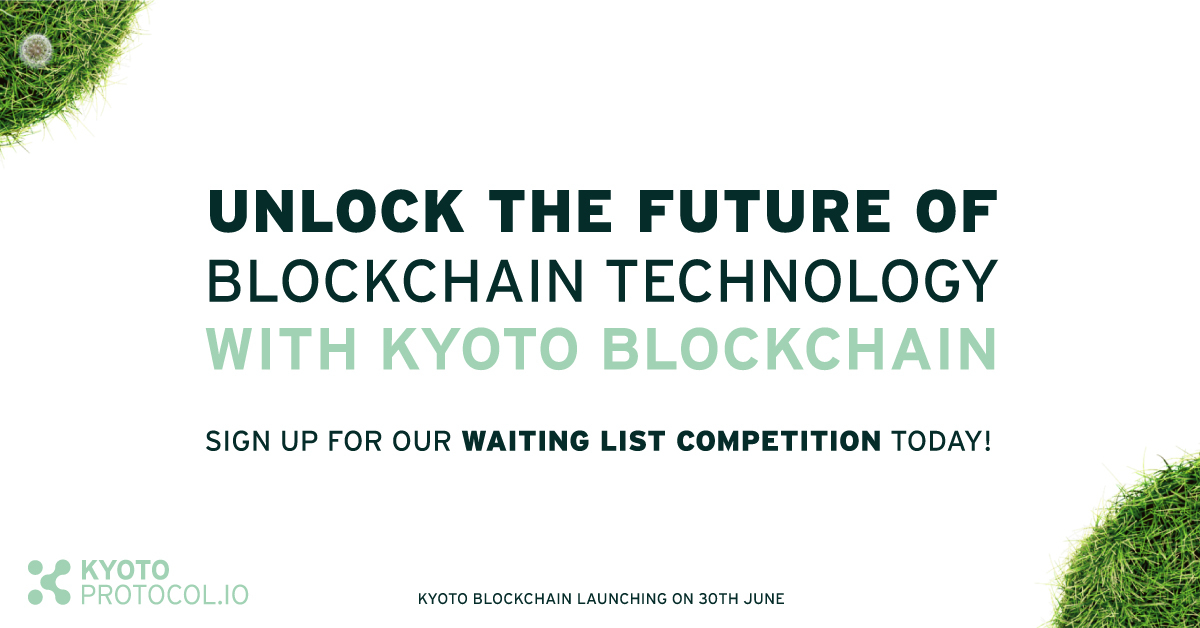 UNLOCK THE FUTURE OF
BLOCKCHAIN TECHNOLOGY
WITH KYOTO BLOCKCHAIN
SIGN UP FOR OUR WAITING LIST COMPETITION TODAY!
KYOTO
PROTOCOL.IO
KYOTO BLOCKCHAIN LAUNCHING ON 30TH JUNE